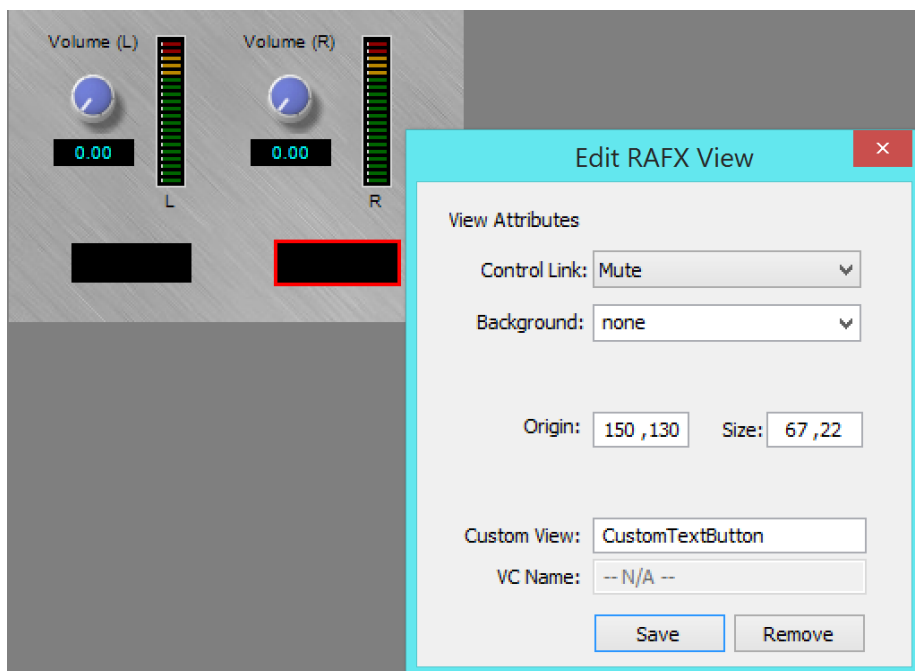 Volume (L) Volume (R)
0.00 0.00
L R
Edit RAFX View
View Attributes
Control Link: Mute
Background: none
Origin: 150 ,130 Size: 67 ,22
Custom View: CustomTextButton
VC Name: -- N/A --
Save Remove